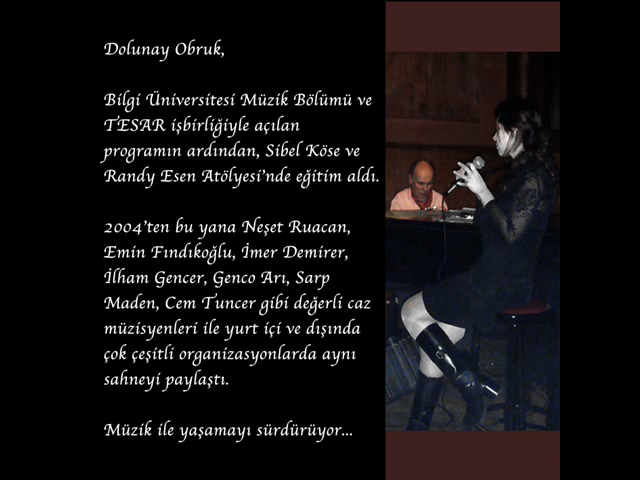 Dolunay Obruk,
Bilgi Üniversitesi Müzik Bölümü ve
TESAR işbirliğiyle açılan
programın ardından, Sibel Köse ve
Randy Esen Atölyesi'nde eğitim aldı.
2004'ten bu yana Neşet Ruacan,
Emin Fındıkoğlu, İmer Demirer,
İlham Gencer, Genco Arı, Sarp
Maden, Cem Tuncer gibi değerli caz
müzisyenleri ile yurt içi ve dışında
çok çeşitli organizasyonlarda aynı
sahneyi paylaştı.
Müzik ile yaşamayı sürdürüyor...